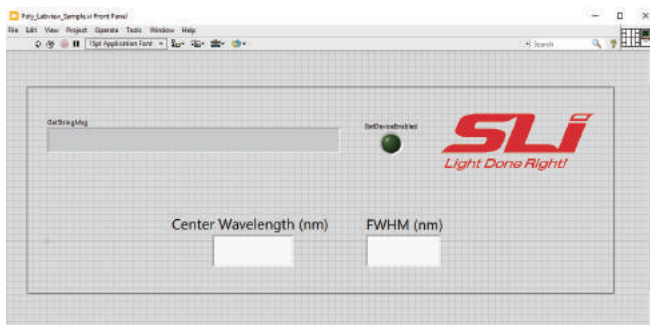 Poly_Labview_Sample.vi Front Panel
File Edit View Project Operate Tools Window Help
15pt Application Font
Search
GetStringMsg
GetDeviceEnabled
SLi
Light Done Right!
Center Wavelength (nm)
FWHM (nm)